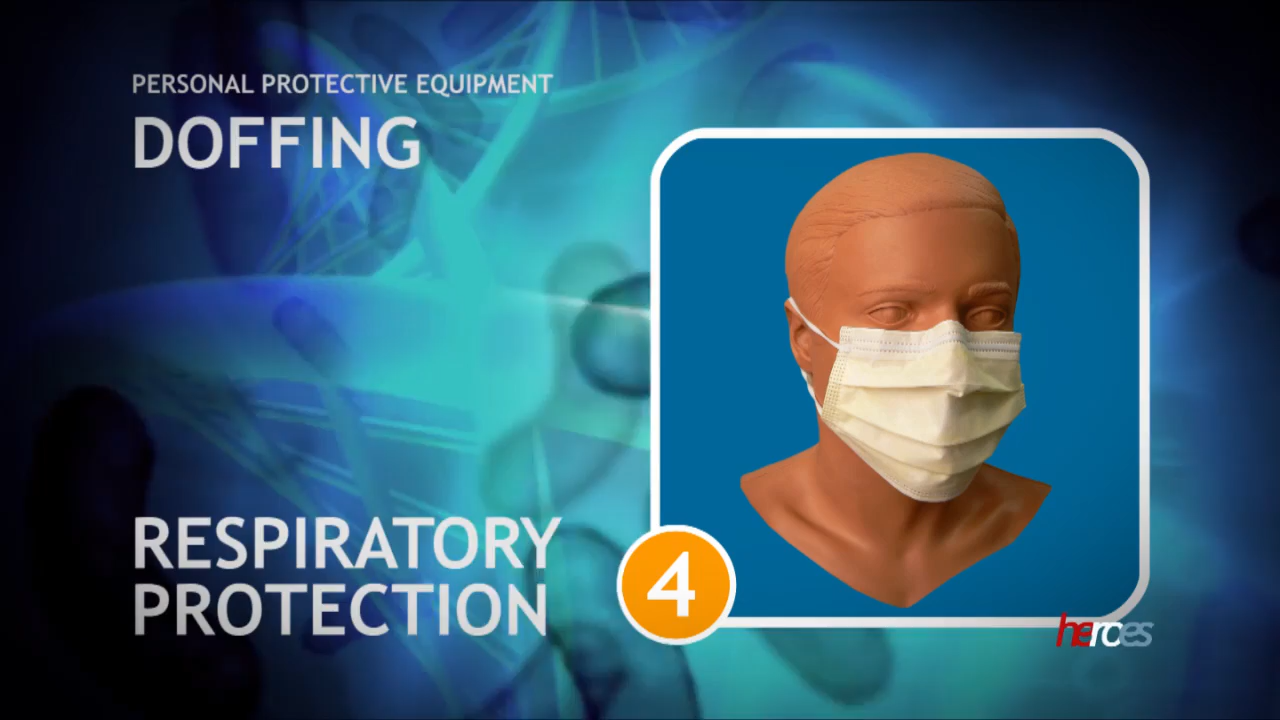 PERSONAL PROTECTIVE EQUIPMENT
DOFFING
RESPIRATORY
PROTECTION
4
heroes